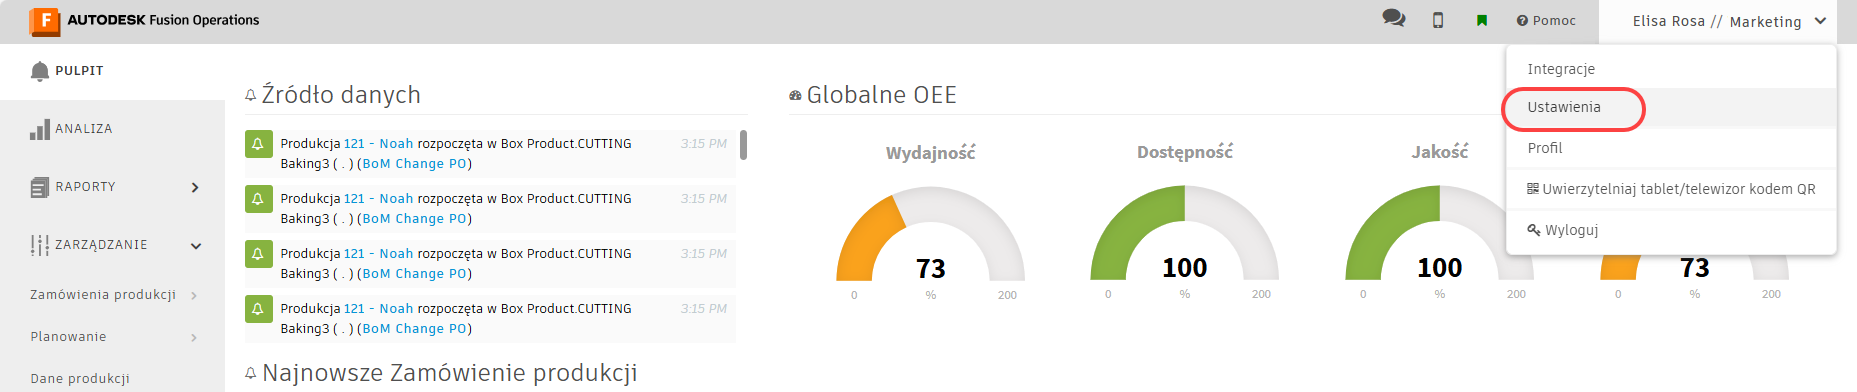 AUTODESK Fusion Operations
Pomoc
Elisa Rosa // Marketing
Integracje
Ustawienia
Profil
Uwierzytelniaj tablet/telewizor kodem QR
Wyloguj
PULPIT
ANALIZA
RAPORTY
ZARZĄDZANIE
Zamówienia produkcji
Planowanie
Dane produkcji
Źródło danych
Produkcja 121 - Noah rozpoczęta w Box Product.CUTTING 3:15 PM
Baking3 ( . ) (BoM Change PO)
Produkcja 121 - Noah rozpoczęta w Box Product.CUTTING 3:15 PM
Baking3 ( . ) (BoM Change PO)
Produkcja 121 - Noah rozpoczęta w Box Product.CUTTING 3:15 PM
Baking3 ( . ) (BoM Change PO)
Produkcja 121 - Noah rozpoczęta w Box Product.CUTTING 3:15 PM
Baking3 ( . ) (BoM Change PO)
Najnowsze Zamówienie produkcji
Globalne OEE
Wydajność
73
0 % 200
Dostępność
100
0 % 200
Jakość
100
0 % 200
73
0 % 200